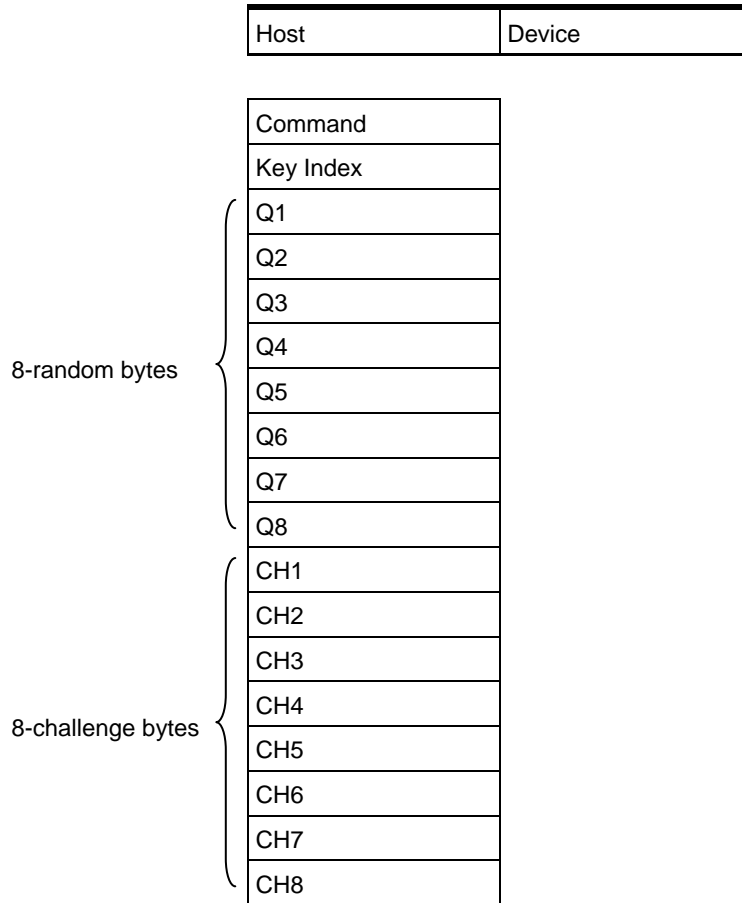 Host Device
Command
Key Index
Q1
Q2
Q3
Q4
8-random bytes
Q5
Q6
Q7
Q8
CH1
CH2
CH3
CH4
8-challenge bytes
CH5
CH6
CH7
CH8